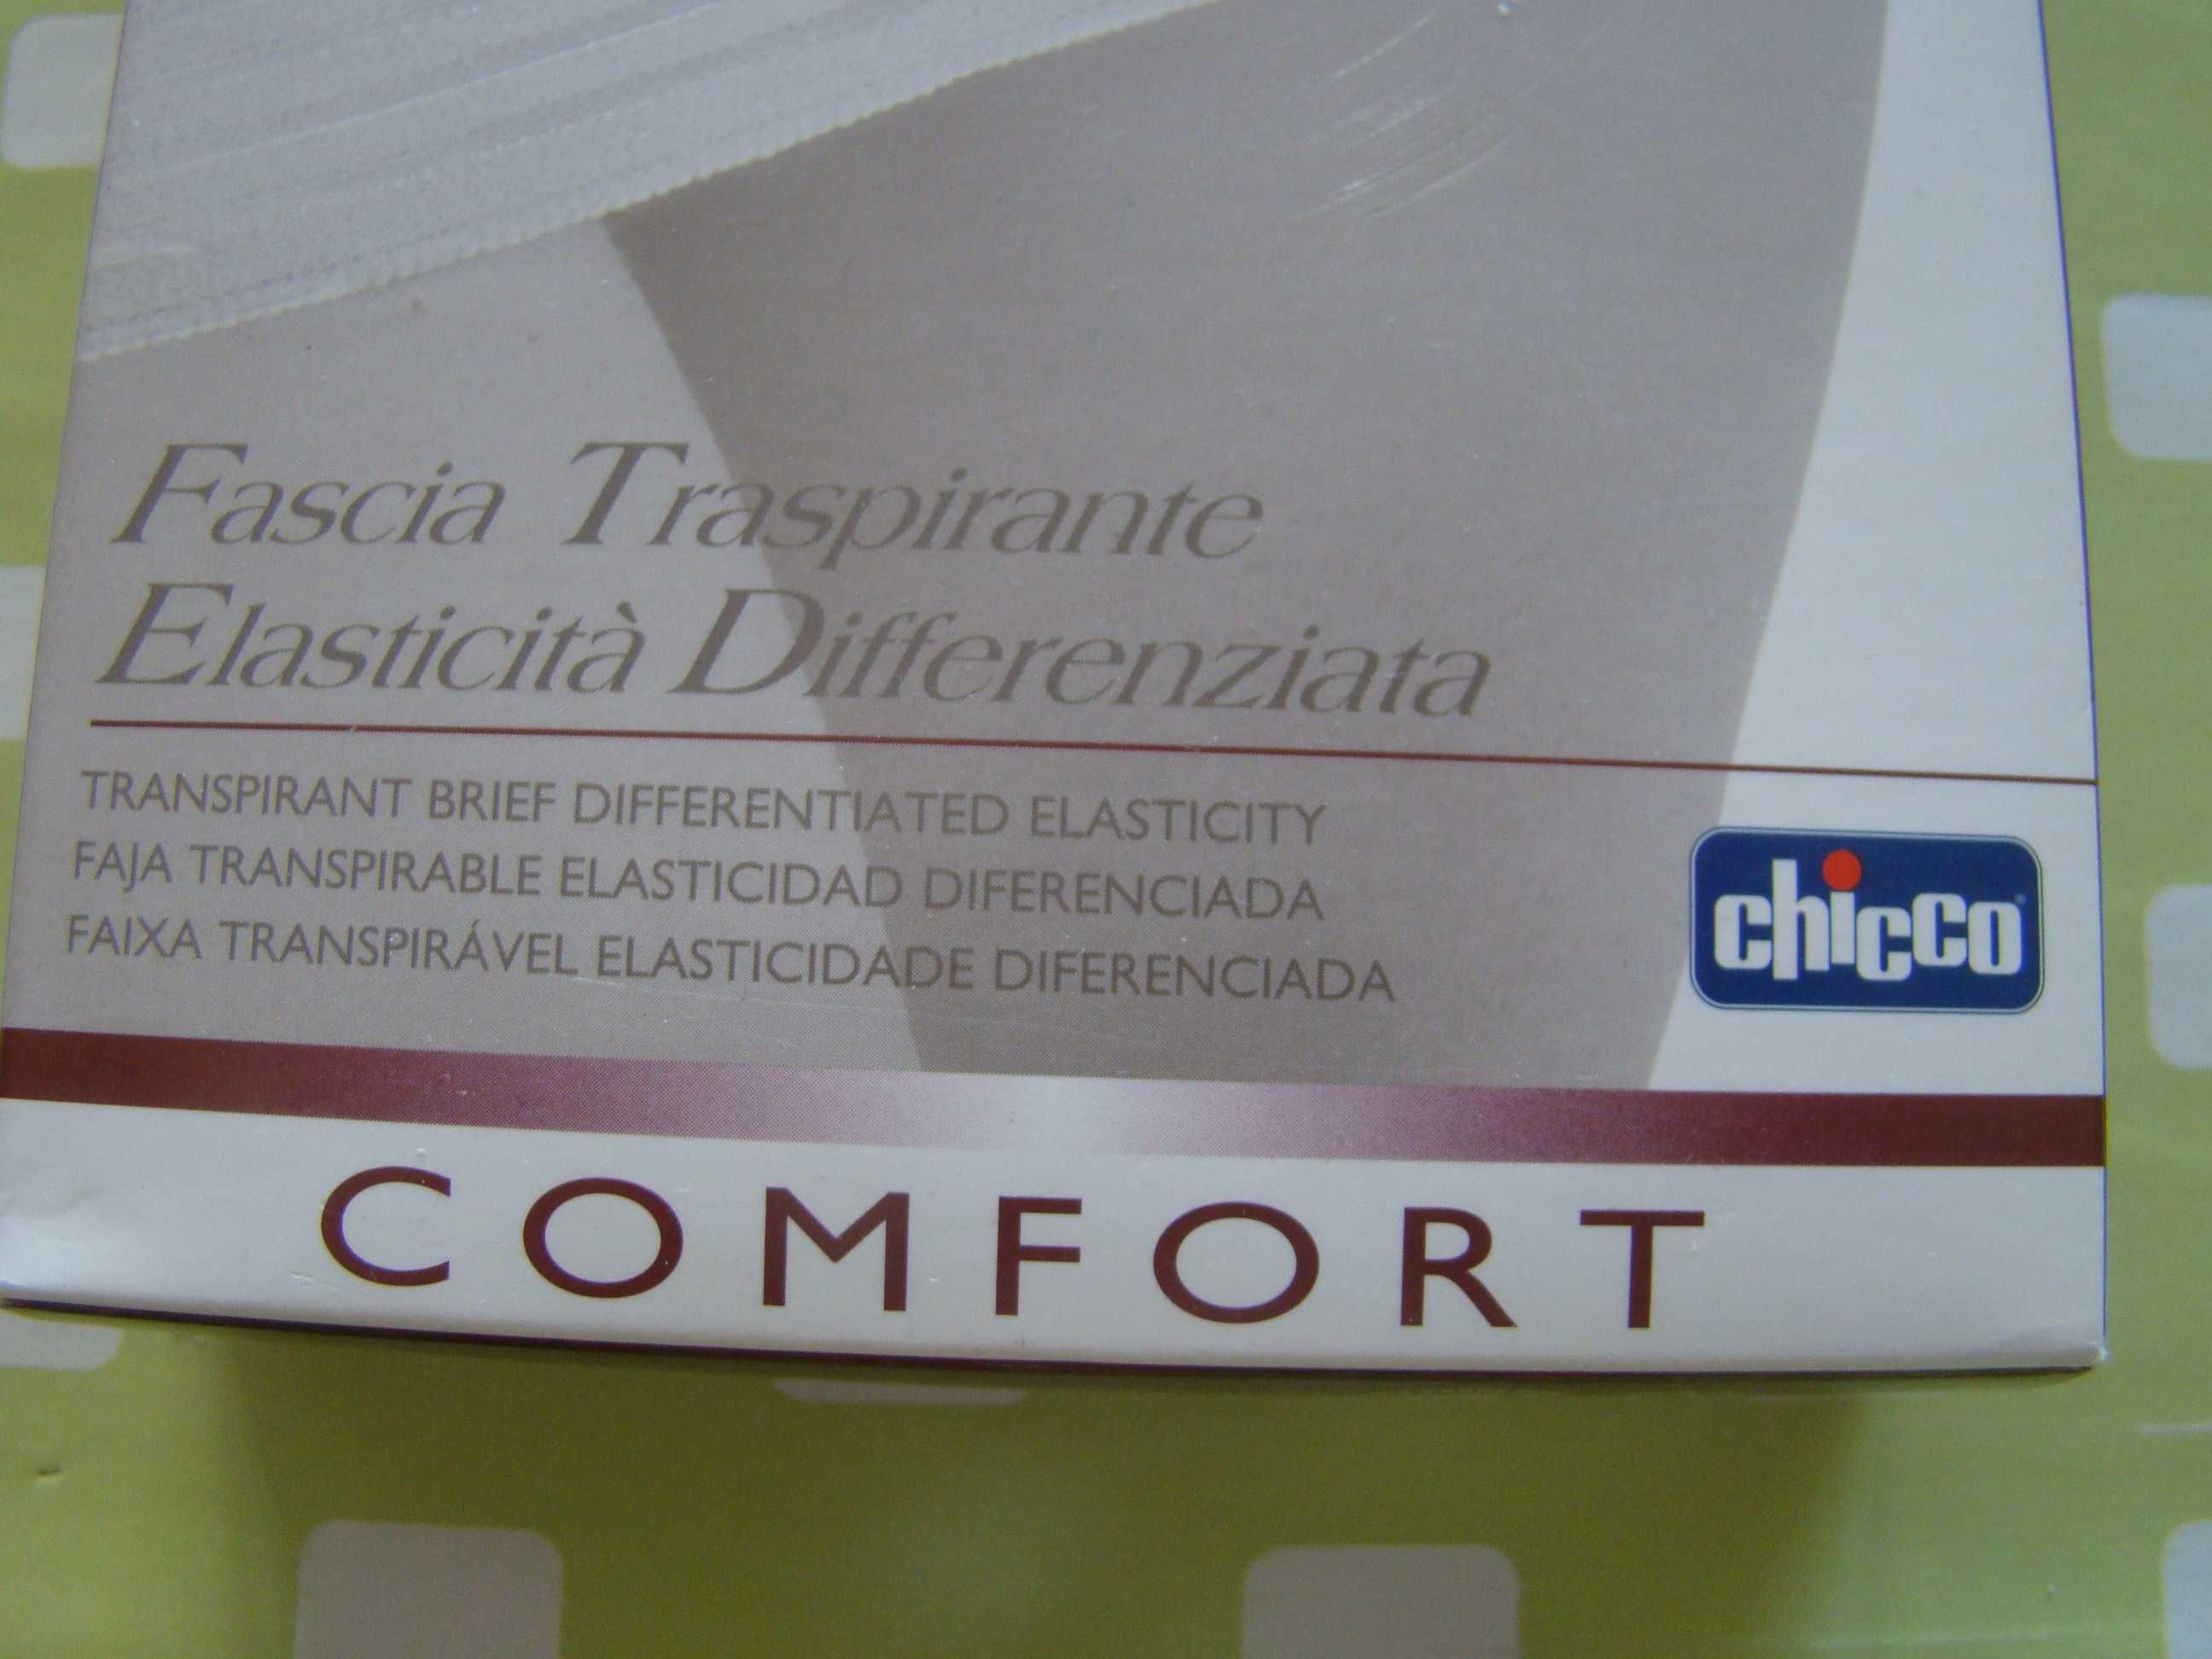 Fascia Traspirante
Elasticità Differenziata
TRANSPIRANT BRIEF DIFFERENTIATED ELASTICITY
FAJA TRANSPIRABLE ELASTICIDAD DIFERENCIADA
FAIXA TRANSPIRÁVEL ELASTICIDADE DIFERENCIADA
chicco
COMFORT